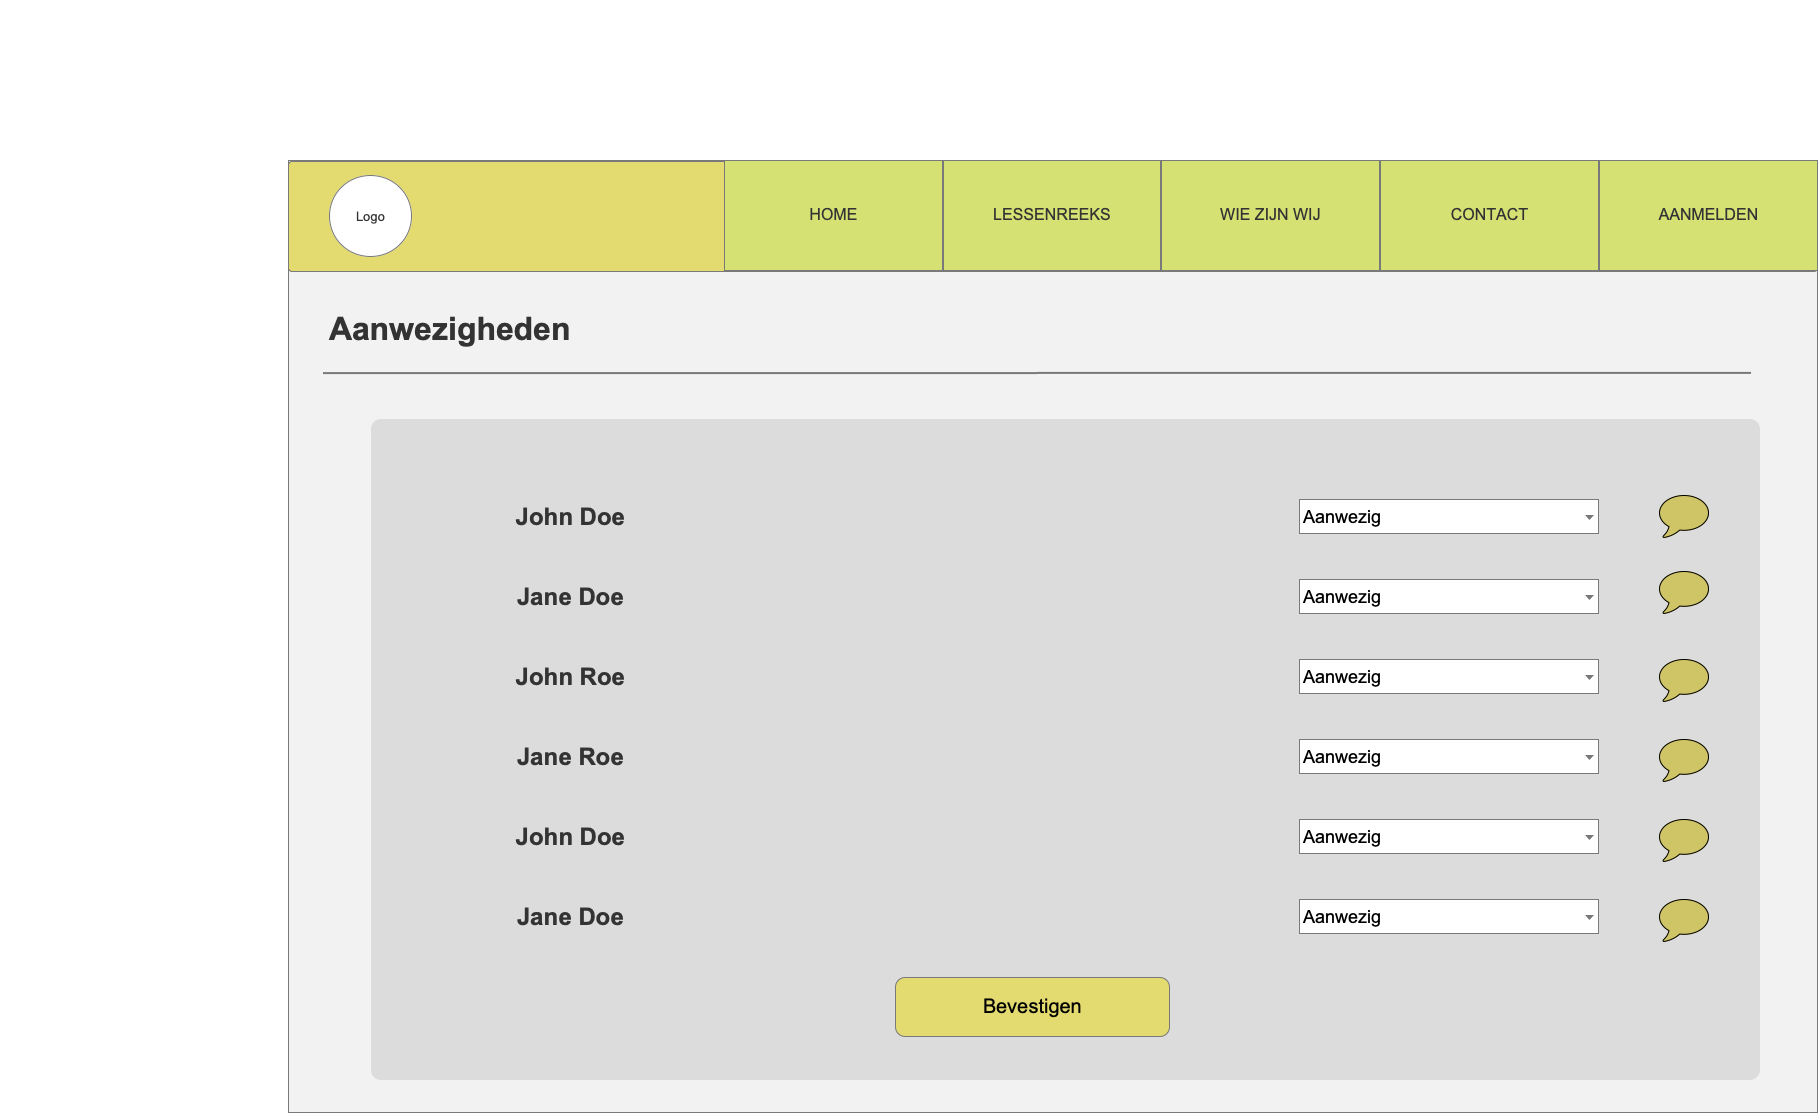 Logo
HOME
LESSENREEKS
WIE ZIJN WIJ
CONTACT
AANMELDEN
Aanwezigheden
John Doe
Aanwezig
Jane Doe
Aanwezig
John Roe
Aanwezig
Jane Roe
Aanwezig
John Doe
Aanwezig
Jane Doe
Aanwezig
Bevestigen